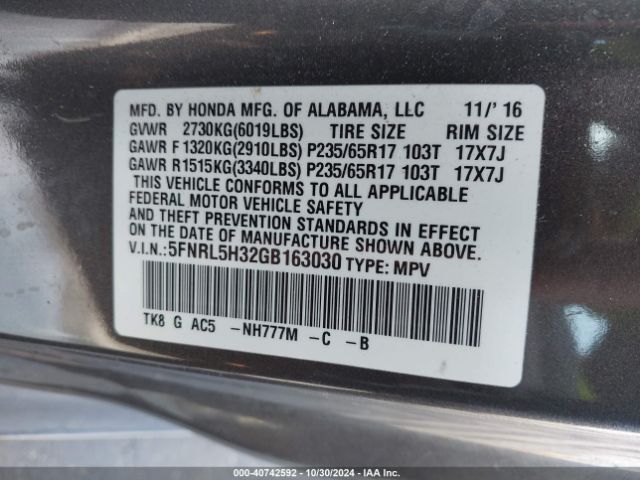 MFD. BY HONDA MFG. OF ALABAMA, LLC 11/' 16
GVWR 2730KG(6019LBS) TIRE SIZE RIM SIZE
GAWR F 1320KG(2910LBS) P235/65R17 103T 17X7J
GAWR R 1515KG(3340LBS) P235/65R17 103T 17X7J
THIS VEHICLE CONFORMS TO ALL APPLICABLE
FEDERAL MOTOR VEHICLE SAFETY
AND THEFT PREVENTION STANDARDS IN EFFECT
ON THE DATE OF MANUFACTURE SHOWN ABOVE.
V.I.N.: 5FNRL5H32GB163030 TYPE: MPV
TK8 G AC5 -NH777M -C -B
000-40742592 - 10/30/2024 - IAA Inc.